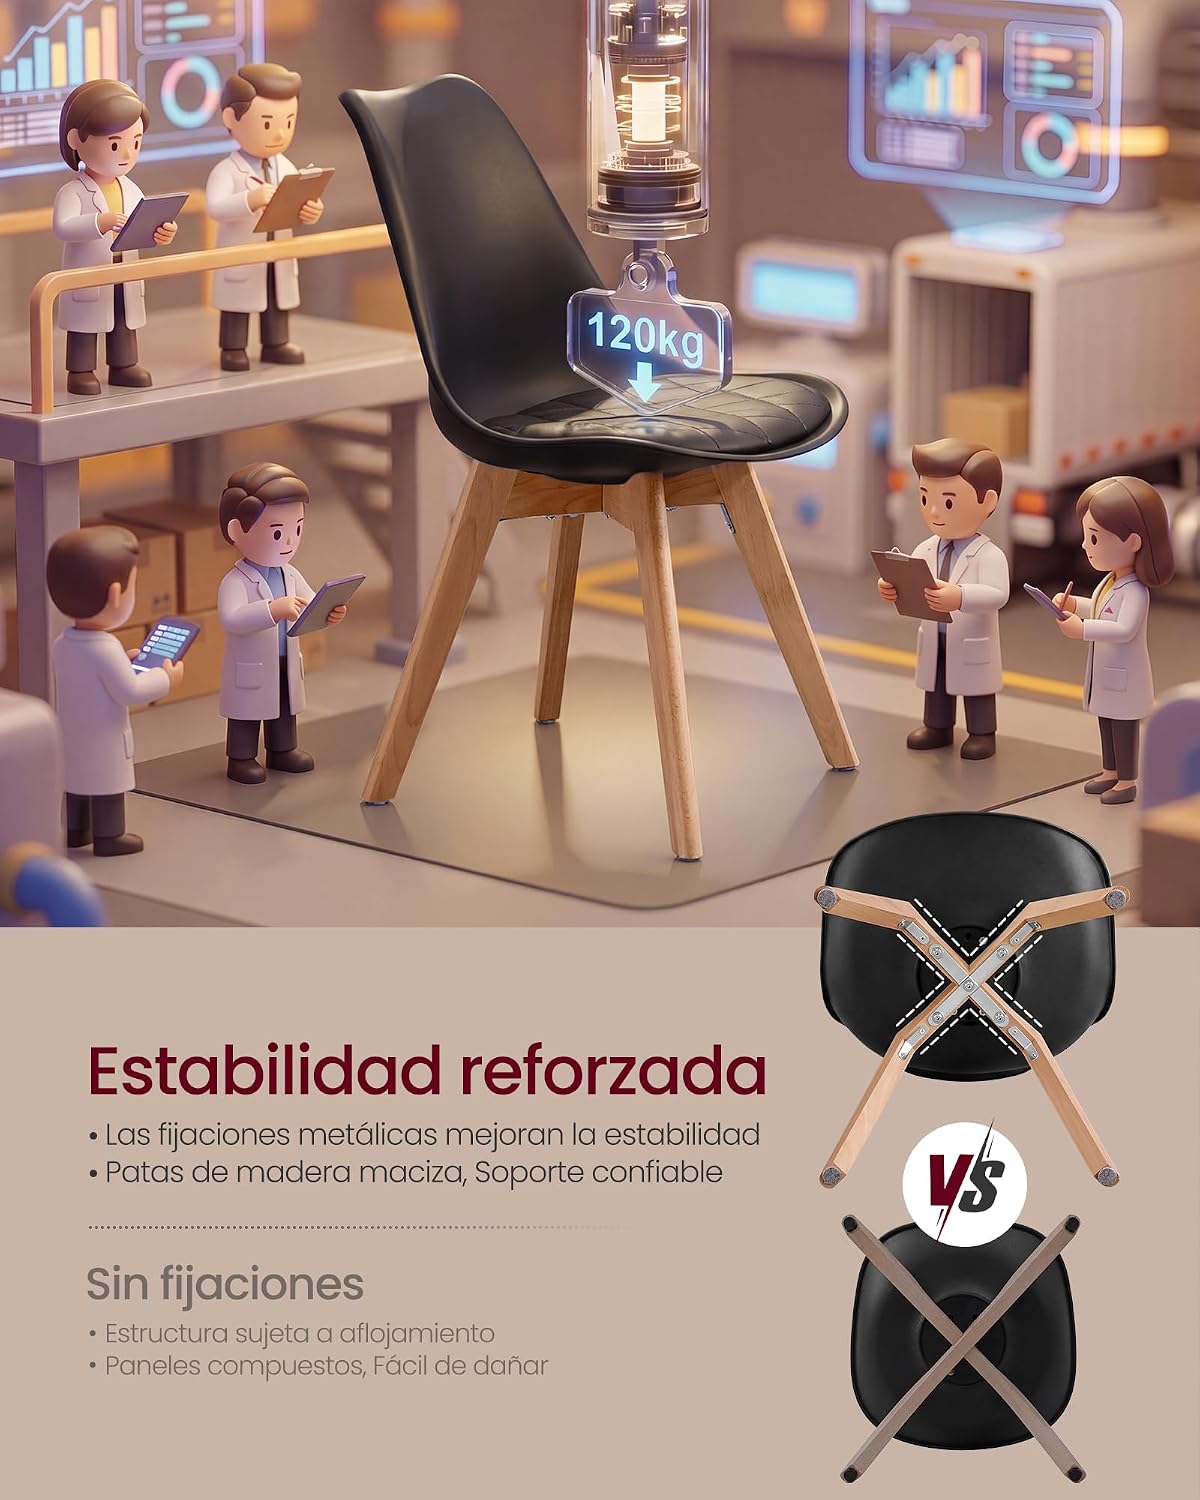 120kg
Estabilidad reforzada
• Las fijaciones metálicas mejoran la estabilidad
• Patas de madera maciza, Soporte confiable
VS
Sin fijaciones
• Estructura sujeta a aflojamiento
• Paneles compuestos, Fácil de dañar